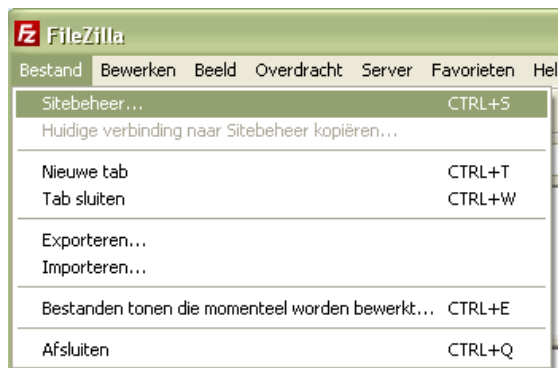 FileZilla
Bestand Bewerken Beeld Overdracht Server Favorieten Hel
Sitebeheer... CTRL+S
Huidige verbinding naar Sitebeheer kopiëren...
Nieuwe tab CTRL+T
Tab sluiten CTRL+W
Exporteren...
Importeren...
Bestanden tonen die momenteel worden bewerkt... CTRL+E
Afsluiten CTRL+Q